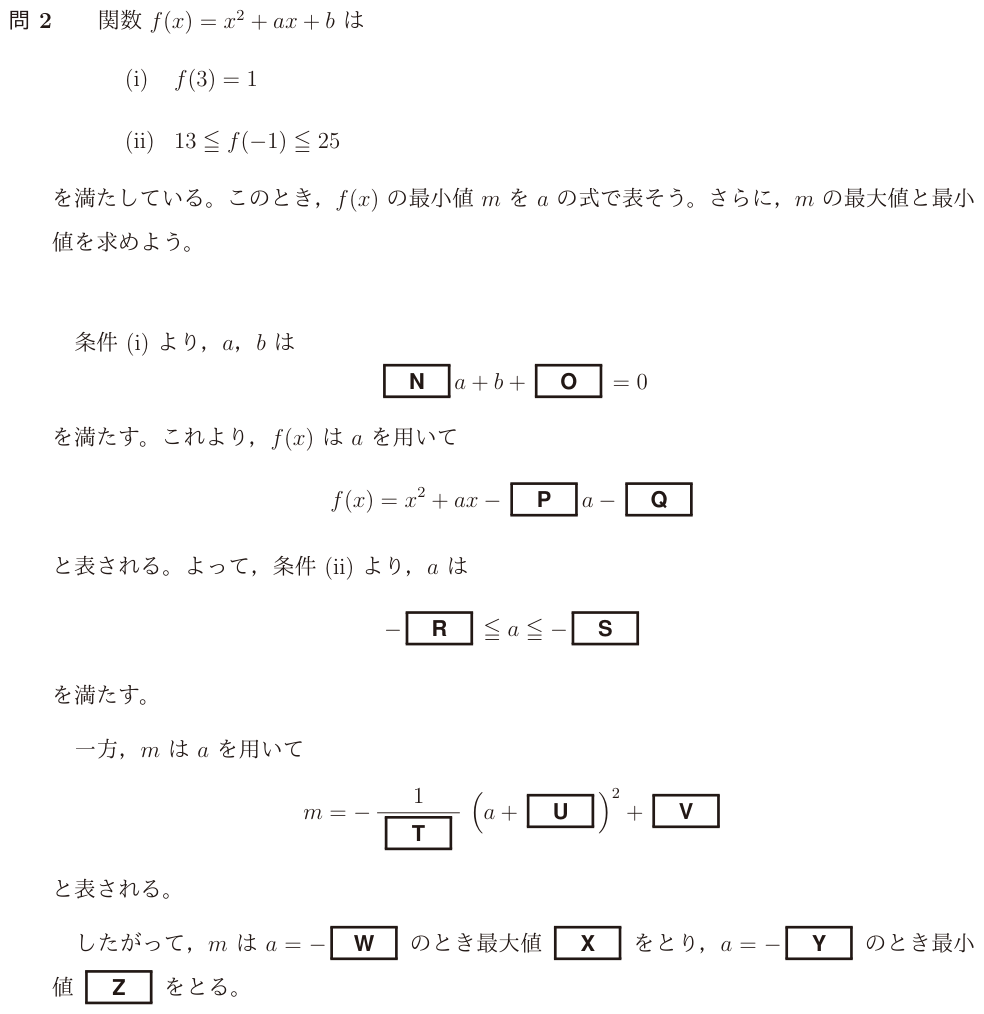 問 2 関数 f(x) = x² + ax + b は
(i) f(3) = 1
(ii) 13 ≦ f(−1) ≦ 25
を満たしている。このとき，f(x) の最小値 m を a の式で表そう。さらに，m の最大値と最小
値を求めよう。
条件 (i) より，a，b は
N a + b + O = 0
を満たす。これより，f(x) は a を用いて
f(x) = x² + ax − P a − Q
と表される。よって，条件 (ii) より，a は
− R ≦ a ≦ − S
を満たす。
一方，m は a を用いて
m = − 1/T (a + U)² + V
と表される。
したがって，m は a = − W のとき最大値 X をとり，a = − Y のとき最小
値 Z をとる。